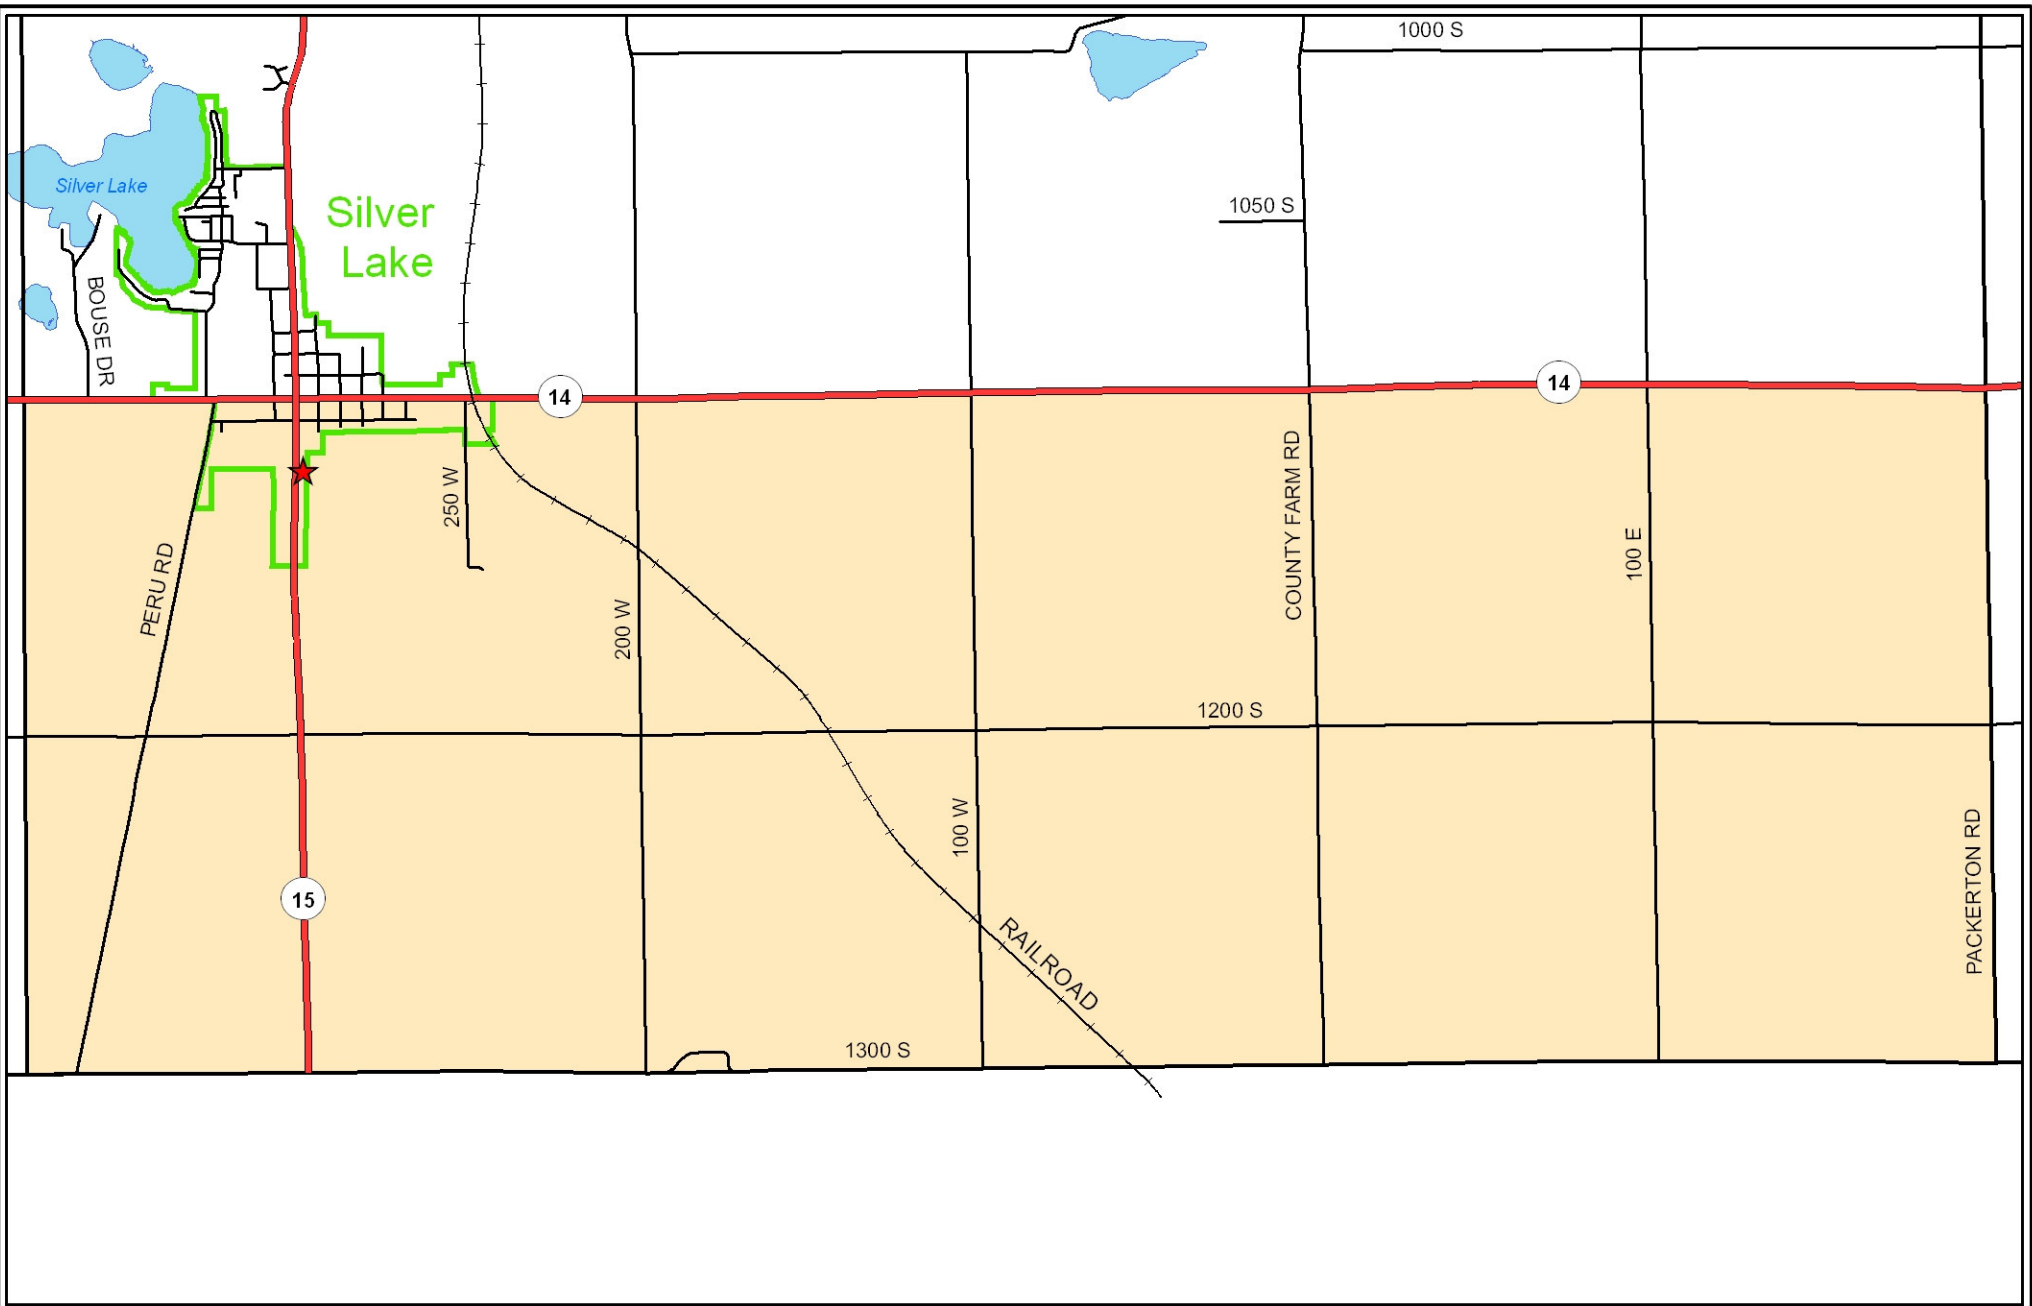 1000 S
Silver Lake
1050 S
Silver
Lake
BOUSE DR
14
14
250 W
COUNTY FARM RD
100 E
PERU RD
200 W
1200 S
100 W
PACKERTON RD
15
RAILROAD
1300 S